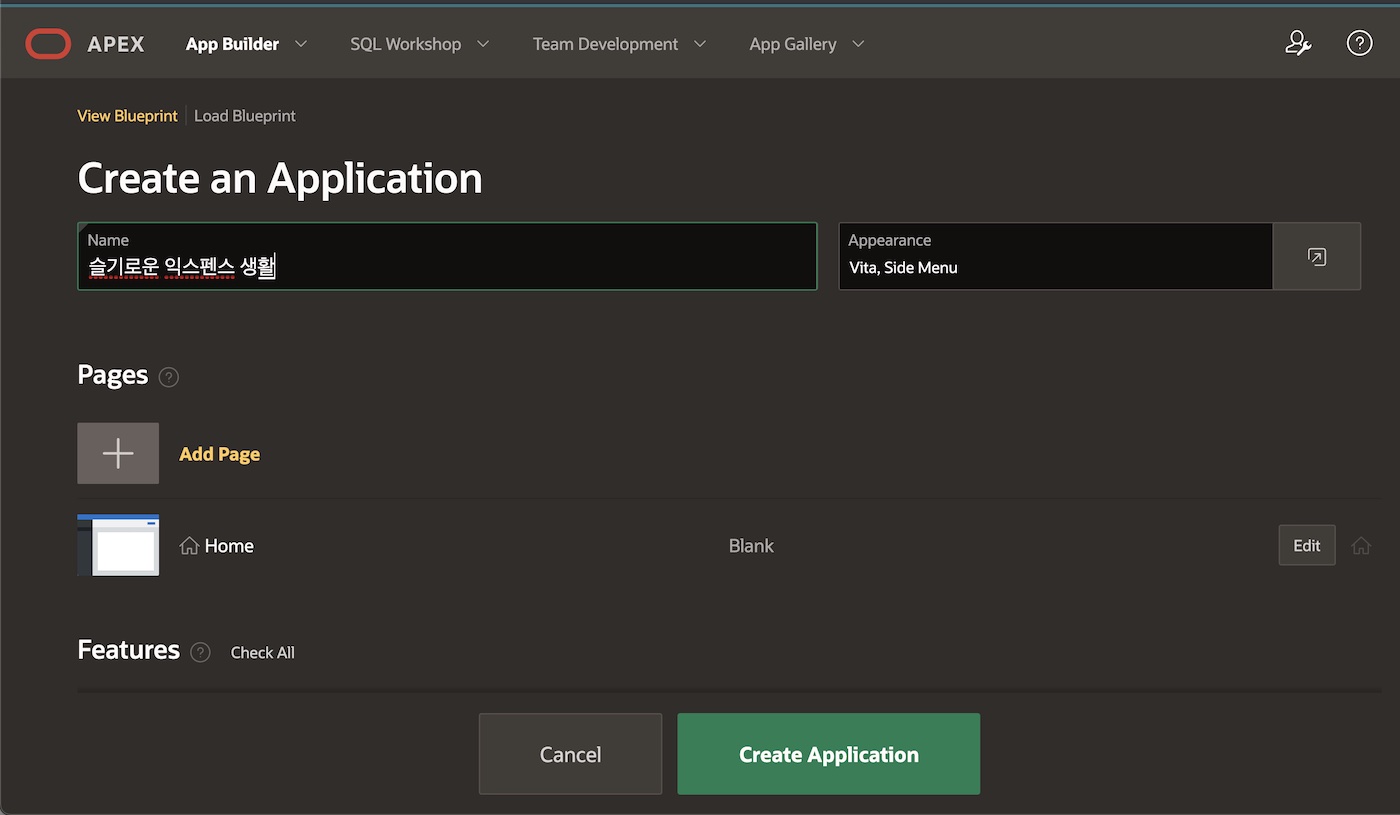 APEX App Builder SQL Workshop Team Development App Gallery ?
View Blueprint Load Blueprint
Create an Application
Name
슬기로운 익스펜스 생활
Appearance
Vita, Side Menu
Pages ?
Add Page
Home Blank Edit
Features ? Check All
Cancel Create Application